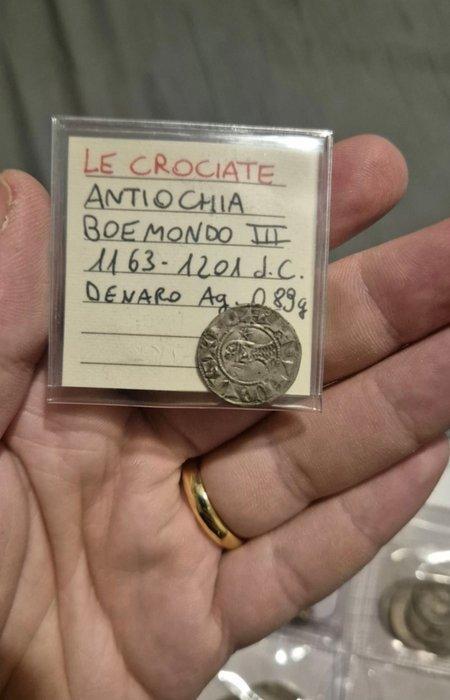 LE CROCIATE
ANTIOCHIA
BOEMONDO III
1163-1201 d.C.
DENARO Ag. 0.89g